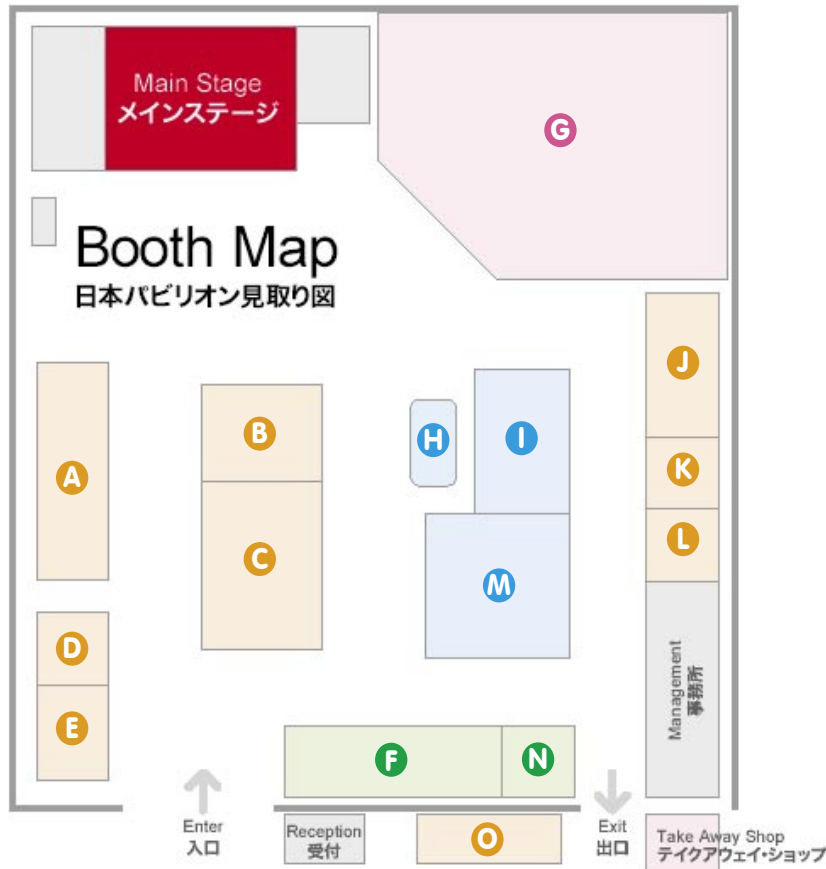 Main Stage
メインステージ
G
Booth Map
日本パビリオン見取り図
J
A
B
H
I
K
C
L
M
D
E
Management
事務所
F
N
Enter
入口
Reception
受付
O
Exit
出口
Take Away Shop
テイクアウェイ・ショップ